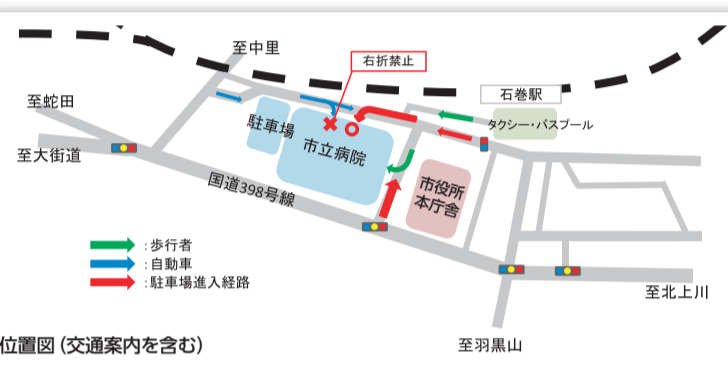 至中里
右折禁止
石巻駅
至蛇田
駐車場
タクシー・バスプール
至大街道
市立病院
市役所
本庁舎
国道398号線
:歩行者
:自動車
:駐車場進入経路
至北上川
至羽黒山
位置図(交通案内を含む)